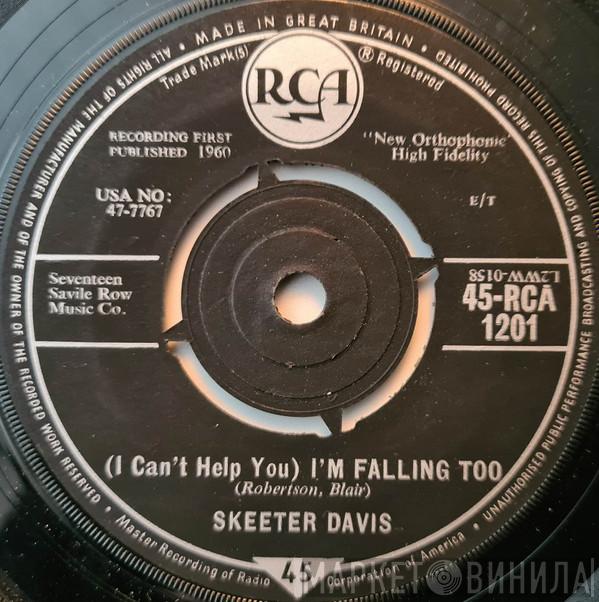 ALL RIGHTS OF THE MANUFACTURER AND OF THE OWNER OF THE RECORDED WORK RESERVED • MADE IN GREAT BRITAIN • UNAUTHORISED PUBLIC PERFORMANCE BROADCASTING AND COPYING OF THIS RECORD PROHIBITED
Trade Mark(s)
RCA
® Registered
RECORDING FIRST
PUBLISHED 1960
"New Orthophonic"
High Fidelity
USA NO:
47-7767
E/T
Seventeen
Savile Row
Music Co.
L2WW-0158
45-RCA
1201
(I Can't Help You) I'M FALLING TOO
(Robertson, Blair)
SKEETER DAVIS
Master Recording of Radio Corporation of America
45
МАРКЕТ ВИНИЛА